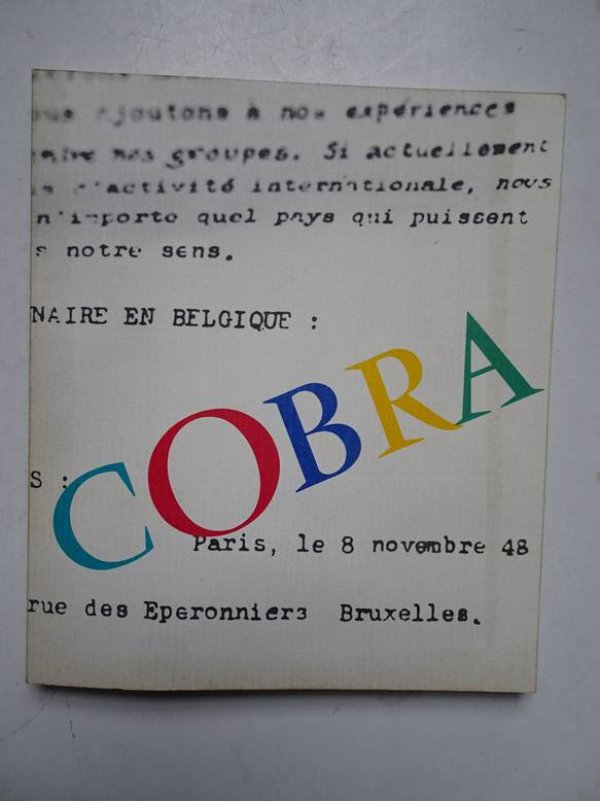 ajoutons à nos expériences
nos groupes. Si actuellement
l'activité internationale, nous
n'importo quel pays qui puissent
s notre sens.
NAIRE EN BELGIQUE :
COBRA
S :
Paris, le 8 novembre 48
rue des Eperonniers Bruxelles.